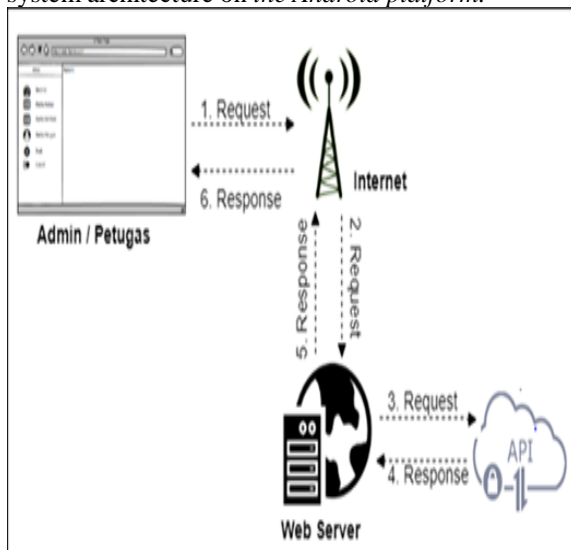 system architecture on the Android platform.
1. Request
6. Response
Internet
Admin / Petugas
2. Request
5. Response
3. Request
API
4. Response
Web Server